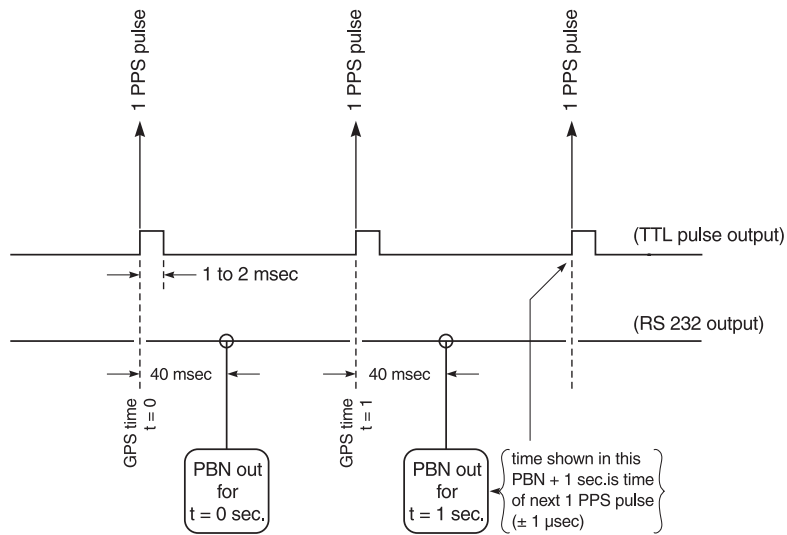 1 PPS pulse
1 PPS pulse
1 PPS pulse
(TTL pulse output)
1 to 2 msec
(RS 232 output)
40 msec
40 msec
GPS time
t = 0
GPS time
t = 1
PBN out
for
t = 0 sec.
PBN out
for
t = 1 sec.
time shown in this
PBN + 1 sec.is time
of next 1 PPS pulse
(± 1 µsec)